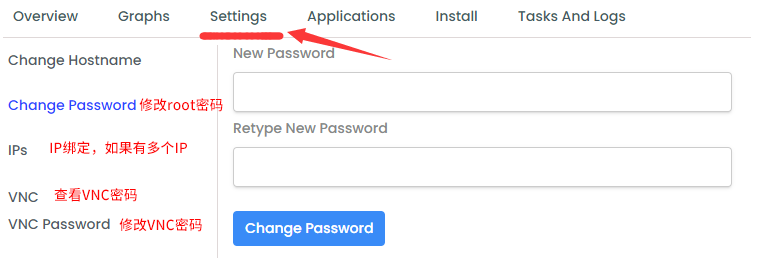 Overview Graphs Settings Applications Install Tasks And Logs
Change Hostname
Change Password 修改root密码
IPs IP绑定，如果有多个IP
VNC 查看VNC密码
VNC Password 修改VNC密码
New Password
Retype New Password
Change Password